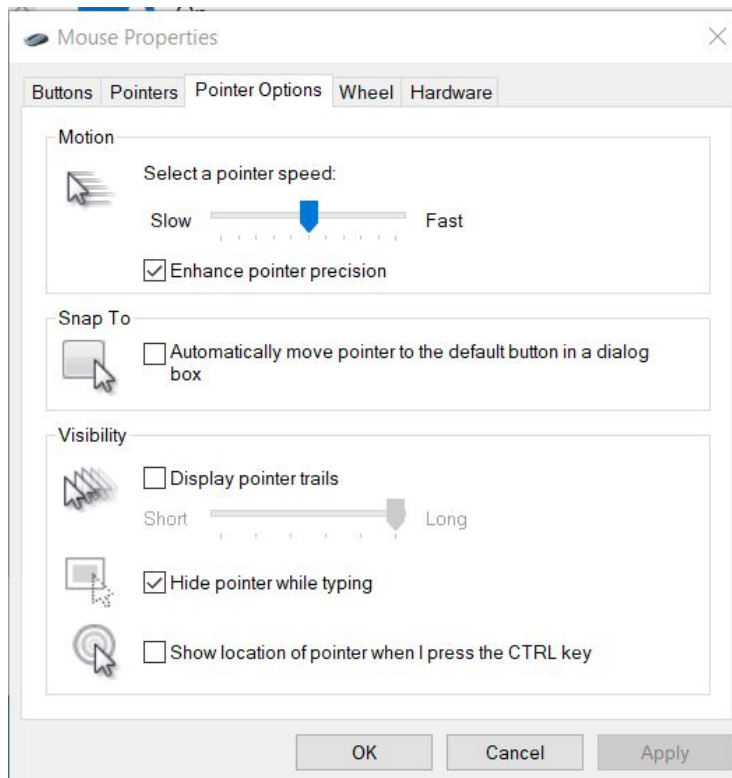 Mouse Properties
Buttons Pointers Pointer Options Wheel Hardware
Motion
Select a pointer speed:
Slow Fast
Enhance pointer precision
Snap To
Automatically move pointer to the default button in a dialog
box
Visibility
Display pointer trails
Short Long
Hide pointer while typing
Show location of pointer when I press the CTRL key
OK Cancel Apply